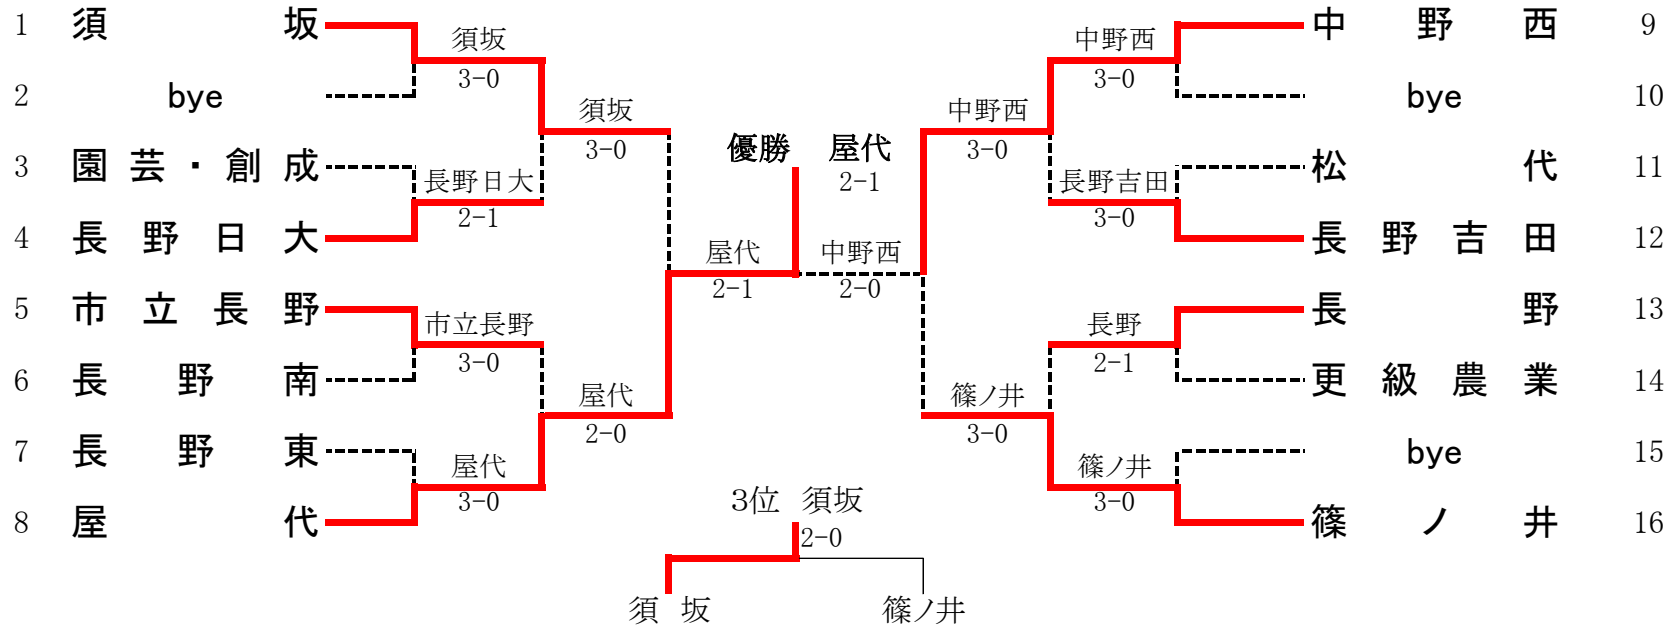 1 須坂 中野西 9
須坂 中野西
3-0 3-0
2 bye bye 10
須坂 中野西
3-0 3-0
優勝 屋代
2-1
3 園芸・創成 松代 11
長野日大 長野吉田
2-1 3-0
4 長野日大 長野吉田 12
屋代 中野西
2-1 2-0
5 市立長野 長野 13
市立長野 長野
3-0 2-1
6 長野南 更級農業 14
屋代 篠ノ井
2-0 3-0
7 長野東 bye 15
屋代 篠ノ井
3-0 3-0
8 屋代 篠ノ井 16
3位 須坂
2-0
須坂 篠ノ井